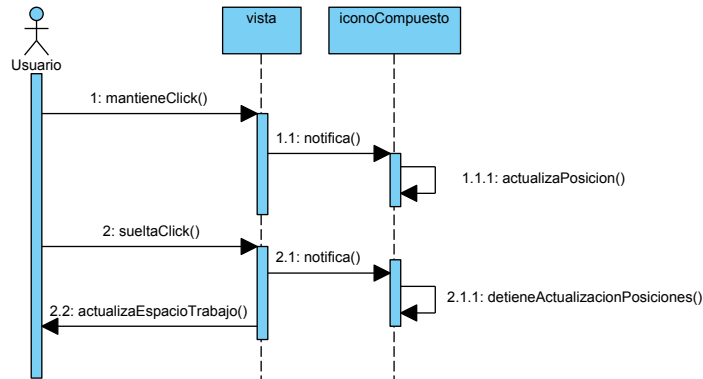 vista
iconoCompuesto
Usuario
1: mantieneClick()
1.1: notifica()
1.1.1: actualizaPosicion()
2: sueltaClick()
2.1: notifica()
2.1.1: detieneActualizacionPosiciones()
2.2: actualizaEspacioTrabajo()